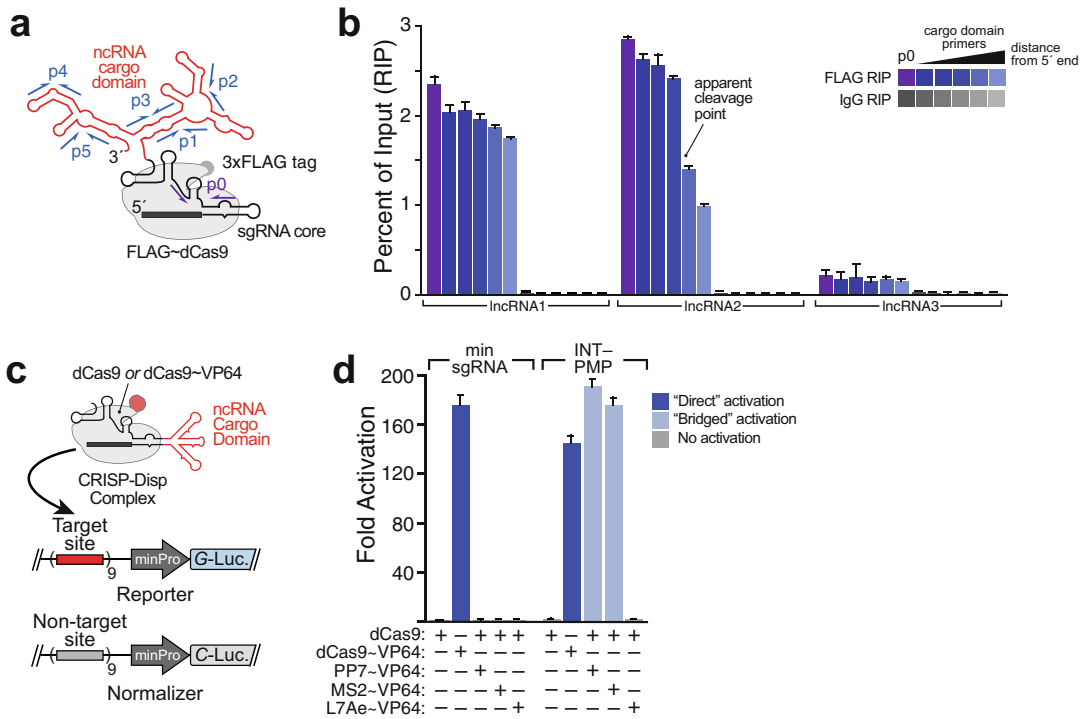 a
ncRNA
cargo
domain
p4
p2
p3
p5
p1
3´
3xFLAG tag
p0
5´
sgRNA core
FLAG~dCas9
b
Percent of Input (RIP)
3
2
1
0
apparent
cleavage
point
cargo domain
primers
p0
distance
from 5´ end
FLAG RIP
IgG RIP
lncRNA1
lncRNA2
lncRNA3
c
dCas9 or dCas9~VP64
ncRNA
Cargo
Domain
CRISP-Disp
Complex
Target
site
//
( )9
minPro
G-Luc.
//
Reporter
Non-target
site
//
( )9
minPro
C-Luc.
//
Normalizer
d
min
sgRNA
INT–
PMP
Fold Activation
200
160
120
80
40
"Direct" activation
"Bridged" activation
No activation
dCas9: + – + + + + – + + +
dCas9~VP64: – + – – – – + – – –
PP7~VP64: – – + – – – – + – –
MS2~VP64: – – – + – – – – + –
L7Ae~VP64: – – – – + – – – – +